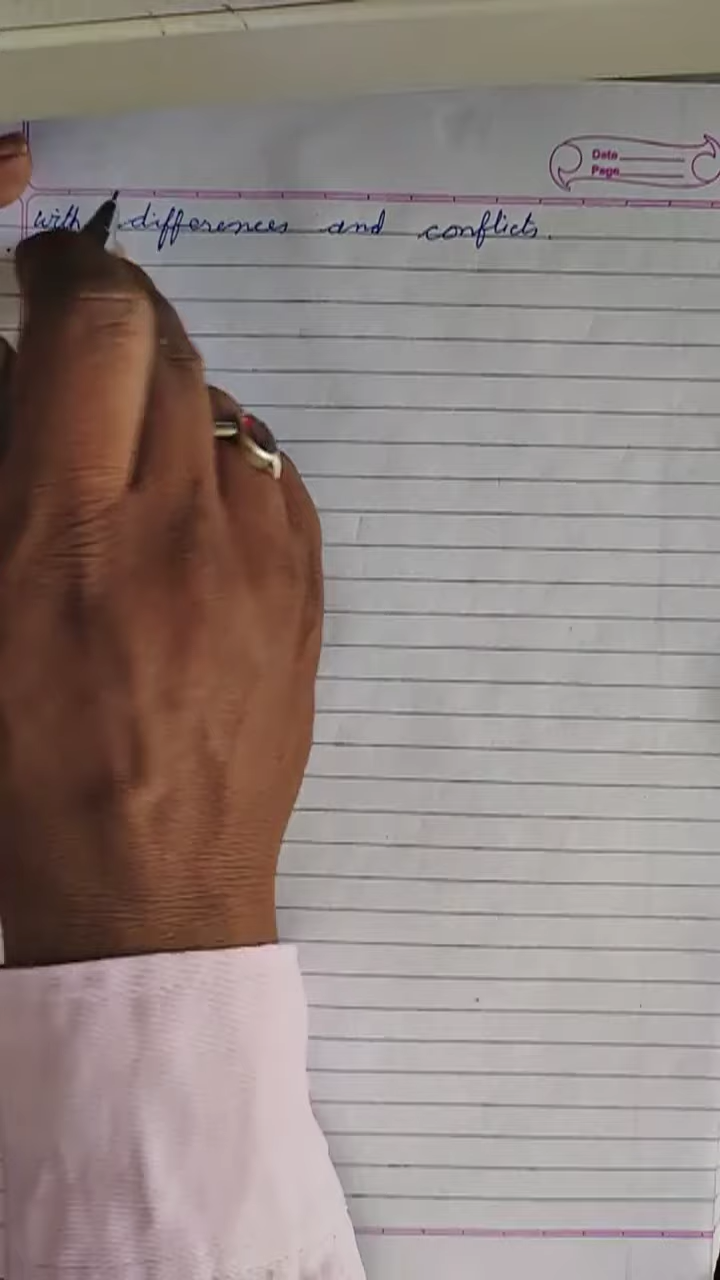 Date
Page
with differences and conflicts.